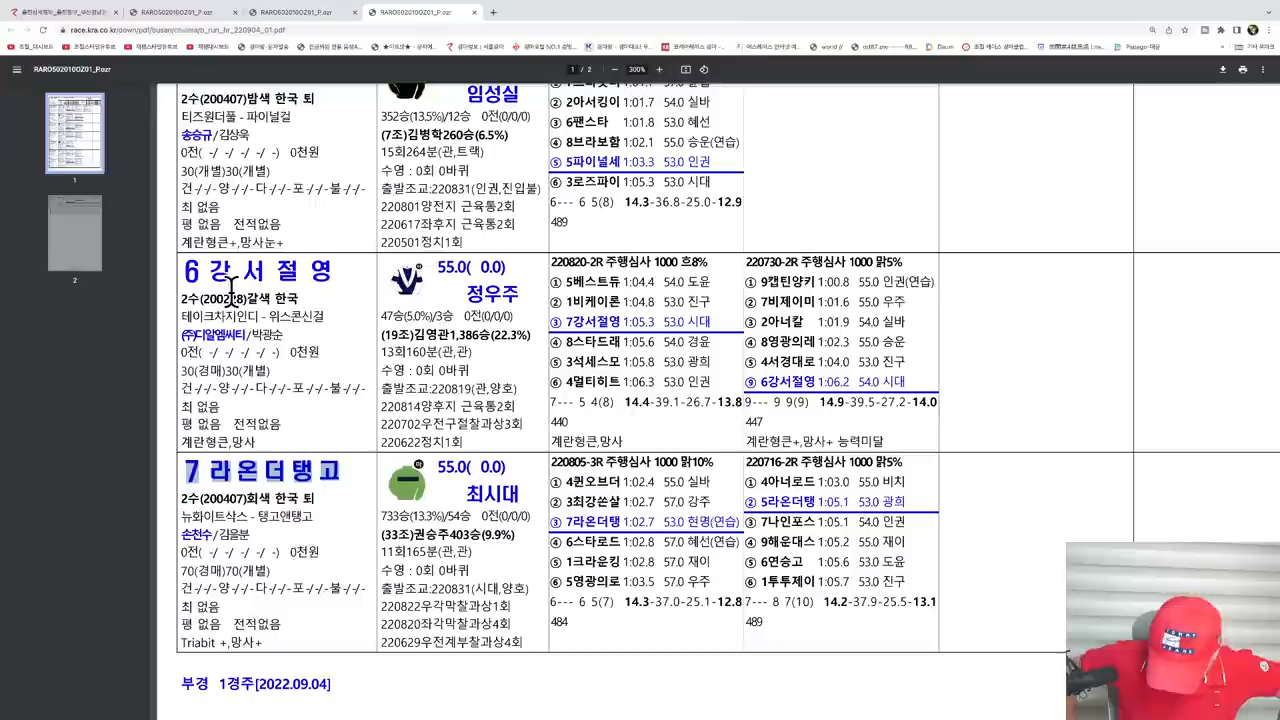 RARO502010OZ01_P.ozr
RARO502010OZ01_P.ozr
RARO502010OZ01_P.ozr
race.kra.co.kr/down/pdf/busan/chulma/b_run_hr_220904_01.pdf
world //
Daum
Papago-대문
RARO502010OZ01_P.ozr
1 / 2
300%
1
2
2수(200407)밤색 한국 퇴
티즈원더풀 - 파이널걸
송승규/김상욱
0전( -/ -/ -/ -/ -) 0천원
30(개별)30(개별)
건-/-/-양-/-다-/-포-/-/-불-/-/-
최 없음
평 없음 전적없음
계란형큰+,망사눈+
임성실
352승(13.3%)/12승 0전(0/0/0)
(7조)김병학260승(6.5%)
15회264분(관,트랙)
수영 : 0회 0바퀴
출발조교:220831(인권,진입불)
220801양전지 근육통2회
220617좌후지 근육통2회
220501정치1회
② 2아서킹이 1:01.7 54.0 실바
③ 6팬스타 1:01.8 53.0 혜선
④ 8브라보함 1:02.1 55.0 승운(연습)
⑤ 5파이널세 1:03.3 53.0 인권
⑥ 3로즈파이 1:05.3 53.0 시대
6--- 6 5(8) 14.3-36.8-25.0-12.9
489
6 강 서 절 영
갈색 한국
테이크차지인디 - 위스콘신걸
㈜디알엠씨티/박광순
0전( -/ -/ -/ -/ -) 0천원
30(경매)30(개별)
건-/-/-양-/-다-/-포-/-/-불-/-/-
최 없음
평 없음 전적없음
계란형큰,망사
55.0( 0.0)
정우주
47승(5.0%)/3승 0전(0/0/0)
(19조)김영관1,386승(22.3%)
13회160분(관,관)
수영 : 0회 0바퀴
출발조교:220819(관,양호)
220814양후지 근육통2회
220702우전구절찰과상3회
220622정치1회
220820-2R 주행심사 1000 흐8%
① 5베스트듀 1:04.4 54.0 도윤
② 1비케이론 1:04.8 53.0 진구
③ 7강서절영 1:05.3 53.0 시대
④ 8스타드래 1:05.6 54.0 경윤
⑤ 3석세스모 1:05.8 53.0 광희
⑥ 4멀티히트 1:06.3 53.0 인권
7--- 5 4(8) 14.4-39.1-26.7-13.8
440
계란형큰,망사
220730-2R 주행심사 1000 맑5%
① 9캡틴양키 1:00.8 55.0 인권(연습)
② 7비제이미 1:01.6 55.0 우주
③ 2아너칼 1:01.9 54.0 실바
④ 8영광의레 1:02.3 55.0 승운
⑤ 4서경대로 1:04.0 53.0 진구
⑨ 6강서절영 1:06.2 54.0 시대
9--- 9 9(9) 14.9-39.5-27.2-14.0
447
계란형큰+,망사+ 능력미달
7 라 온 더 탱 고
2수(200407)회색 한국 퇴
뉴화이트삭스 - 탱고앤탱고
손천수/김을분
0전( -/ -/ -/ -/ -) 0천원
70(경매)70(개별)
건-/-/-양-/-다-/-포-/-/-불-/-/-
최 없음
평 없음 전적없음
Triabit +,망사+
55.0( 0.0)
최시대
733승(13.3%)/54승 0전(0/0/0)
(33조)권승주403승(9.9%)
11회165분(관,관)
수영 : 0회 0바퀴
출발조교:220831(시대,양호)
220822우각막찰과상1회
220820좌각막찰과상4회
220629우전계부찰과상4회
220805-3R 주행심사 1000 맑10%
① 4퀸오브더 1:02.4 55.0 실바
② 3최강쏜살 1:02.7 57.0 강주
③ 7라온더탱 1:02.7 53.0 현명(연습)
④ 6스타로드 1:02.8 57.0 혜선(연습)
⑤ 1크라운킹 1:02.8 57.0 재이
⑥ 5영광의로 1:03.5 57.0 우주
6--- 6 5(7) 14.3-37.0-25.1-12.8
484
220716-2R 주행심사 1000 맑5%
① 4아너로드 1:03.0 55.0 비치
② 5라온더탱 1:05.1 55.0 광희
③ 7나인포스 1:05.1 54.0 인권
④ 9해운대스 1:05.2 55.0 재이
⑤ 6연승고 1:05.6 53.0 도윤
⑥ 1투투제이 1:05.7 53.0 진구
7--- 8 7(10) 14.2-37.9-25.5-13.1
489
부경 1경주[2022.09.04]